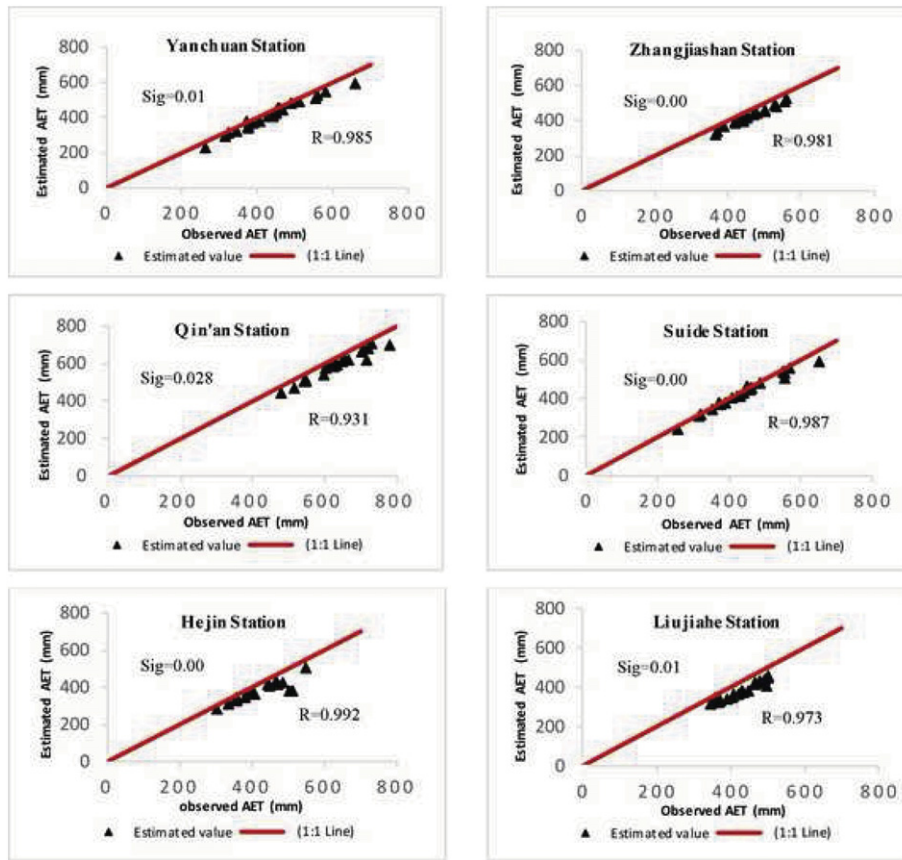 Yanchuan Station
Estimated AET (mm)
800
600
400
200
0
Sig=0.01
R=0.985
0 200 400 600 800
Observed AET (mm)
Estimated value (1:1 Line)
Zhangjiashan Station
Estimated AET (mm)
800
600
400
200
0
Sig=0.00
R=0.981
0 200 400 600 800
Observed AET (mm)
Estimated value (1:1 Line)
Qin'an Station
Estimated AET (mm)
800
600
400
200
0
Sig=0.028
R=0.931
0 200 400 600 800
Observed AET (mm)
Estimated value (1:1 Line)
Suide Station
Estimated AET (mm)
800
600
400
200
0
Sig=0.00
R=0.987
0 200 400 600 800
Observed AET (mm)
Estimated value (1:1 Line)
Hejin Station
Estimated AET (mm)
800
600
400
200
0
Sig=0.00
R=0.992
0 200 400 600 800
observed AET (mm)
Estimated value (1:1 Line)
Liujiahe Station
Estimated AET (mm)
800
600
400
200
0
Sig=0.01
R=0.973
0 200 400 600 800
Observed AET (mm)
Estimated value (1:1 Line)